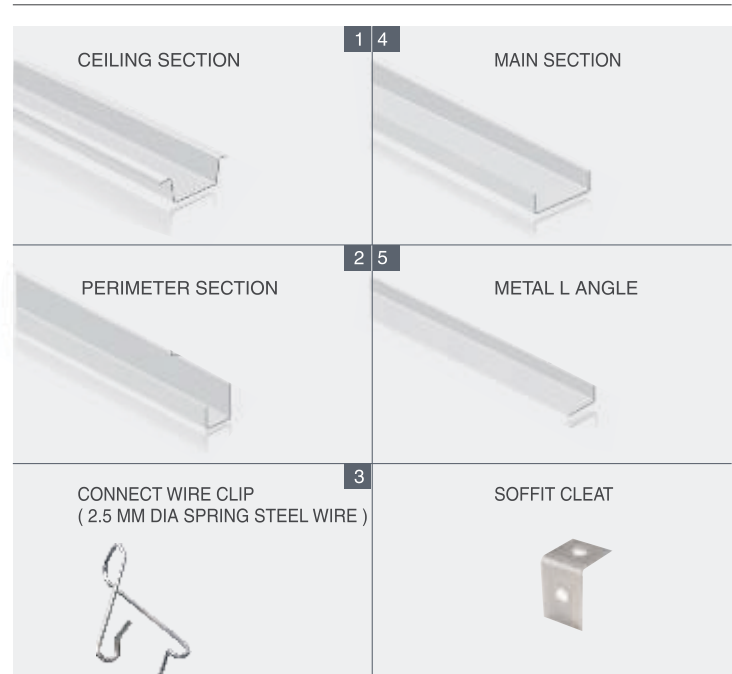 1
4
CEILING SECTION
MAIN SECTION
2
5
PERIMETER SECTION
METAL L ANGLE
3
CONNECT WIRE CLIP
( 2.5 MM DIA SPRING STEEL WIRE )
SOFFIT CLEAT